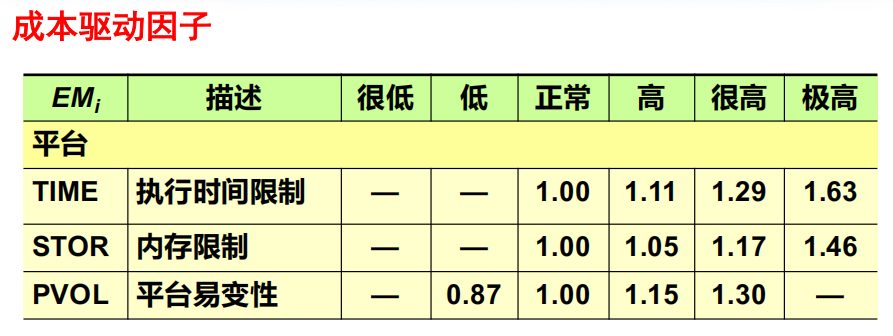 成本驱动因子
EMi 描述 很低 低 正常 高 很高 极高
平台
TIME 执行时间限制 — — 1.00 1.11 1.29 1.63
STOR 内存限制 — — 1.00 1.05 1.17 1.46
PVOL 平台易变性 — 0.87 1.00 1.15 1.30 —